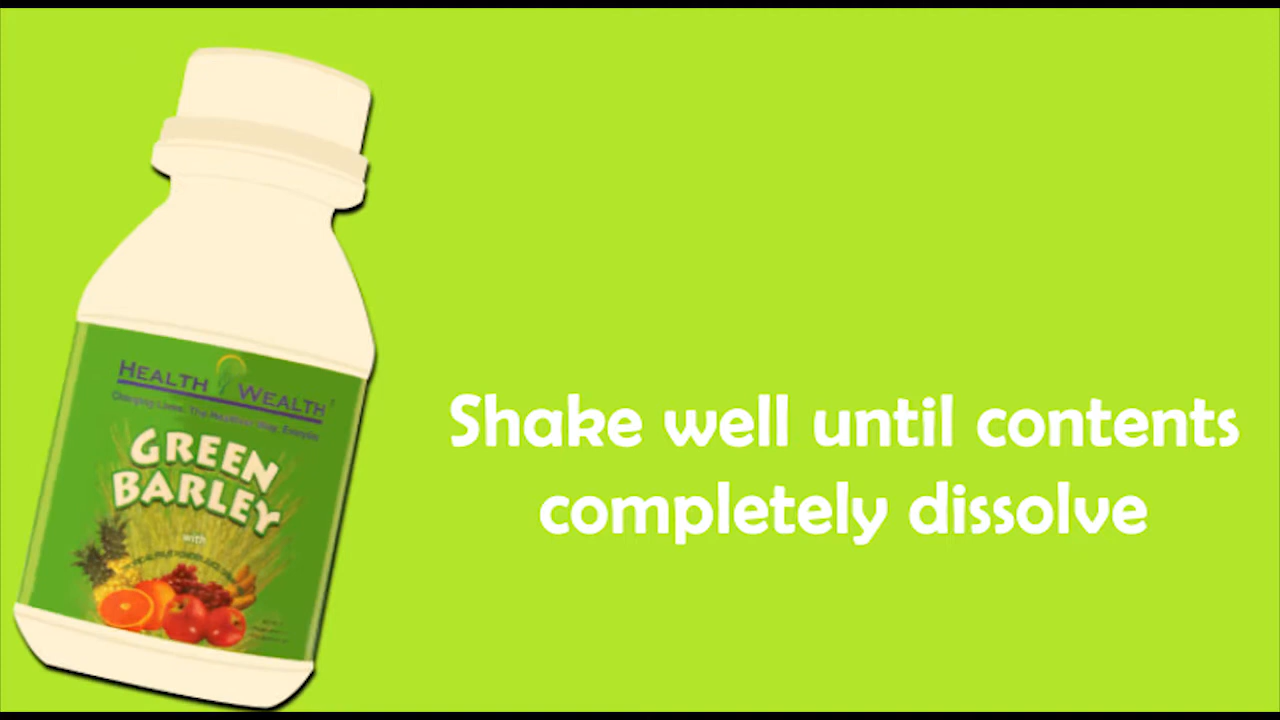 HEALTH WEALTH
GREEN
BARLEY
with
Shake well until contents
completely dissolve